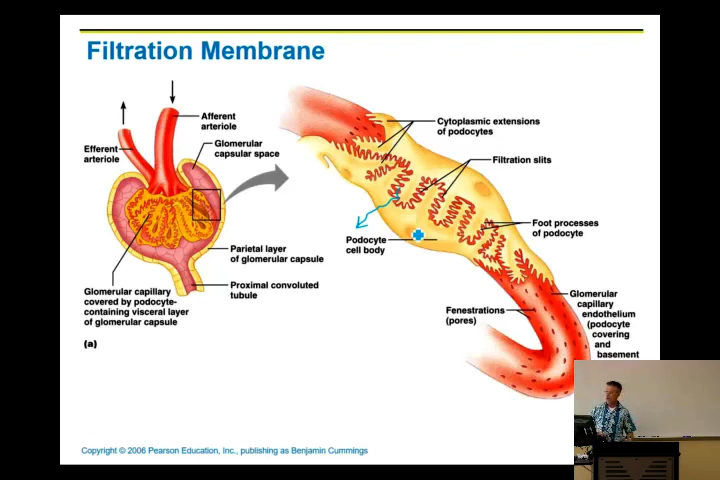 Filtration Membrane
Afferent
arteriole
Efferent
arteriole
Glomerular
capsular space
Parietal layer
of glomerular capsule
Proximal convoluted
tubule
Glomerular capillary
covered by podocyte-
containing visceral layer
of glomerular capsule
(a)
Cytoplasmic extensions
of podocytes
Filtration slits
Foot processes
of podocyte
Podocyte
cell body
Fenestrations
(pores)
Glomerular
capillary
endothelium
(podocyte
covering
and
basement
Copyright © 2006 Pearson Education, Inc., publishing as Benjamin Cummings